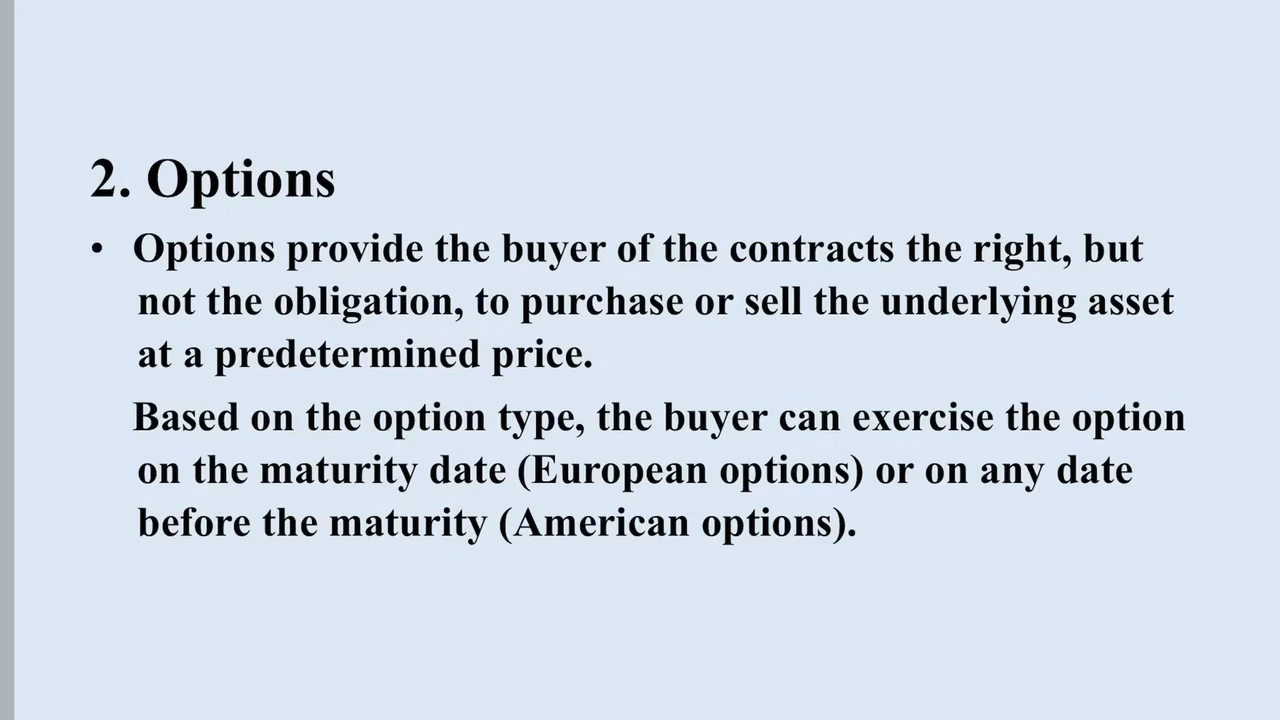 2. Options
• Options provide the buyer of the contracts the right, but
not the obligation, to purchase or sell the underlying asset
at a predetermined price.
Based on the option type, the buyer can exercise the option
on the maturity date (European options) or on any date
before the maturity (American options).